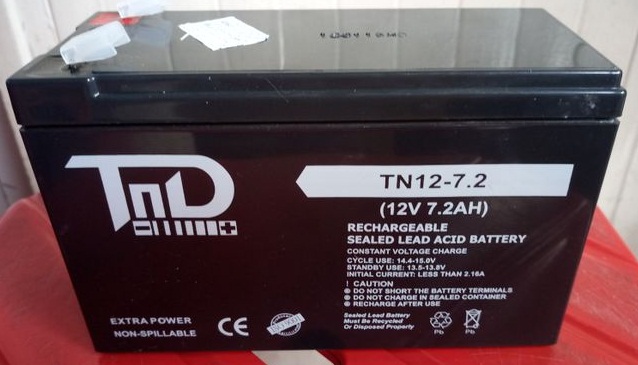 TND
TN12-7.2
(12V 7.2AH)
RECHARGEABLE
SEALED LEAD ACID BATTERY
CONSTANT VOLTAGE CHARGE
CYCLE USE: 14.4-15.0V
STANDBY USE: 13.5-13.8V
INITIAL CURRENT: LESS THAN 2.16A
! CAUTION
DO NOT SHORT THE BATTERY TERMINALS
DO NOT CHARGE IN SEALED CONTAINER
RECHARGE AFTER USE
Sealed Lead Battery
Must Be Recycled
Or Disposed Properly
Pb Pb
EXTRA POWER
NON-SPILLABLE
CE